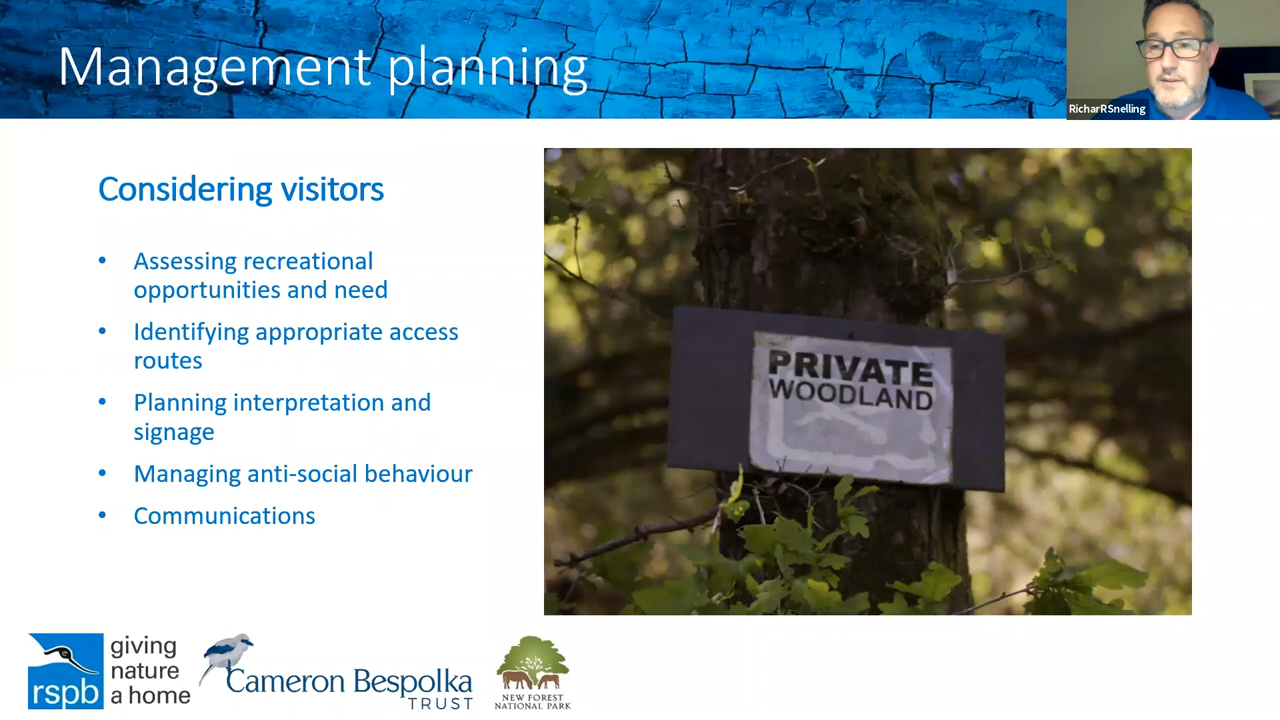 Management planning
RicharRSnelling
Considering visitors
• Assessing recreational
opportunities and need
• Identifying appropriate access
routes
• Planning interpretation and
signage
• Managing anti-social behaviour
• Communications
PRIVATE
WOODLAND
rspb
giving
nature
a home
Cameron Bespolka
TRUST
NEW FOREST
NATIONAL PARK